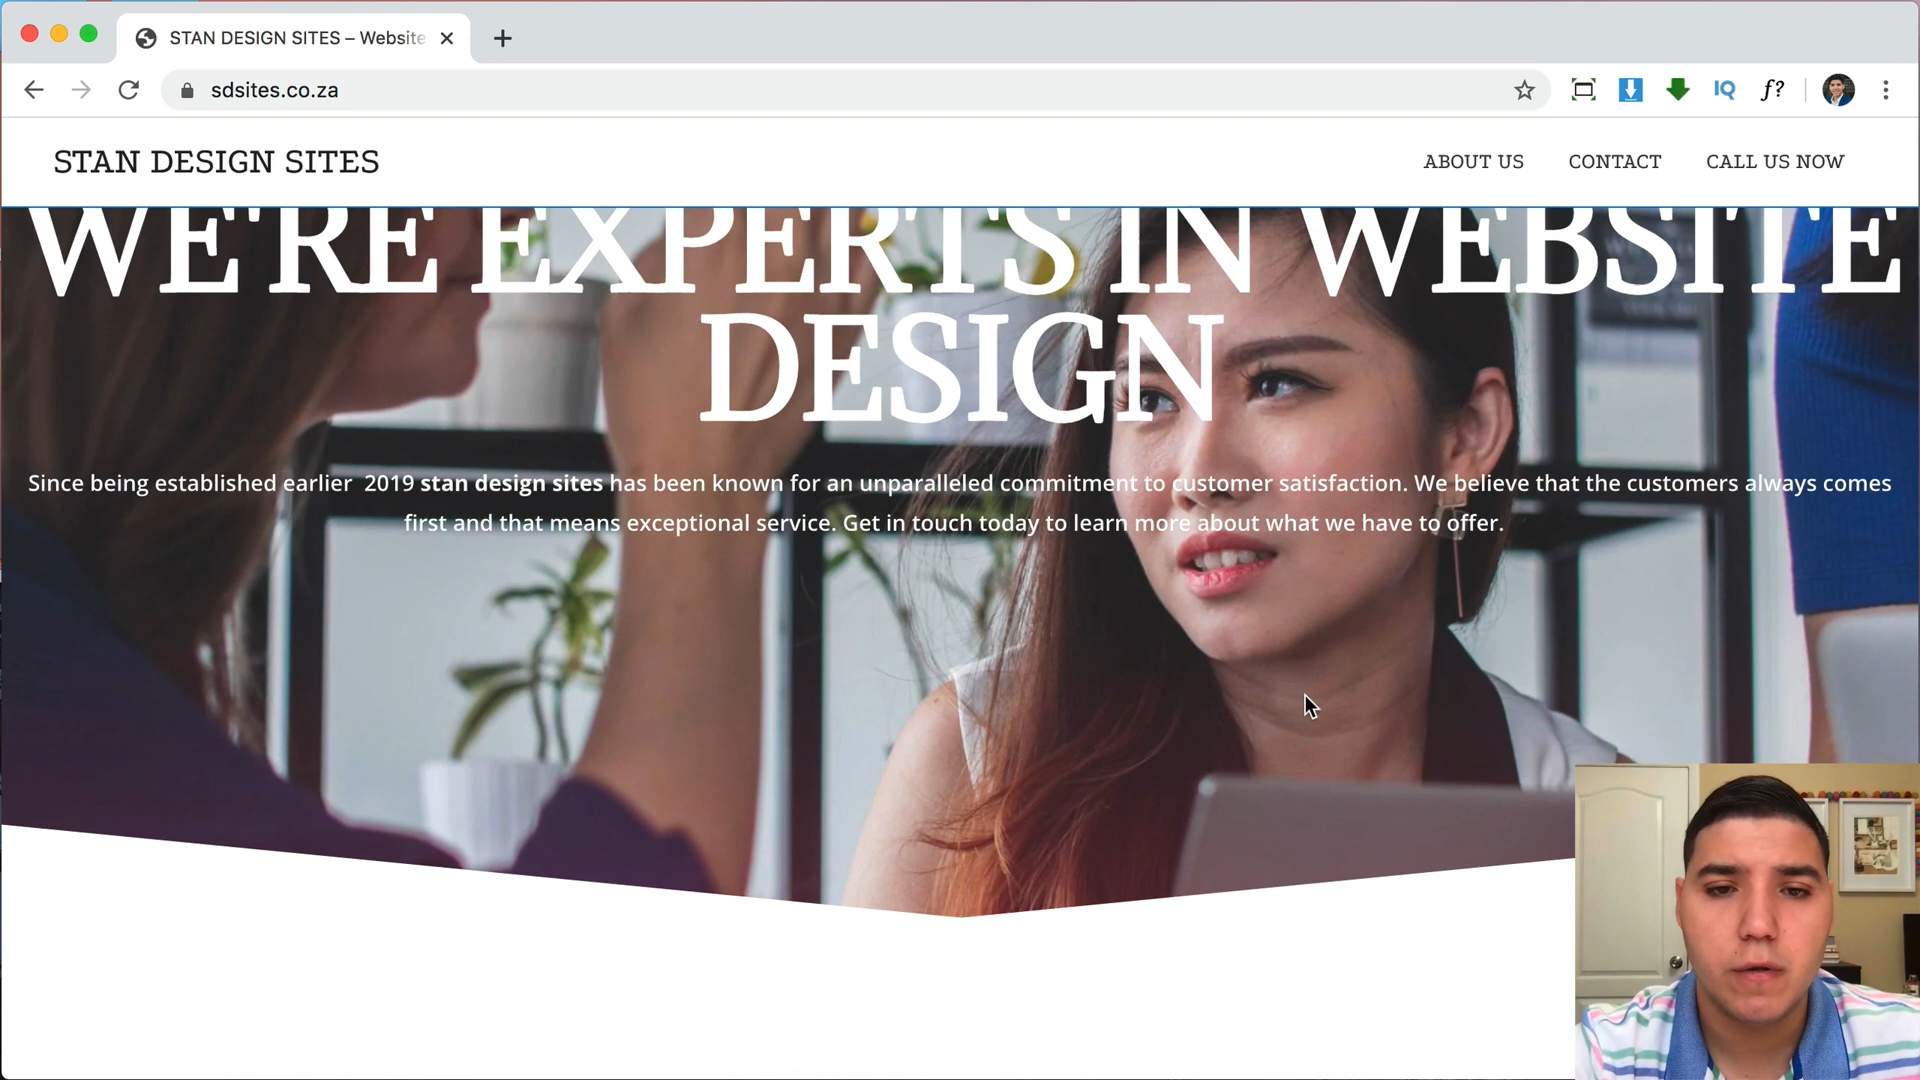 STAN DESIGN SITES – Website
sdsites.co.za
IQ
f?
STAN DESIGN SITES
ABOUT US
CONTACT
CALL US NOW
WE'RE EXPERTS IN WEBSITE
DESIGN
Since being established earlier  2019 stan design sites has been known for an unparalleled commitment to customer satisfaction. We believe that the customers always comes
first and that means exceptional service. Get in touch today to learn more about what we have to offer.